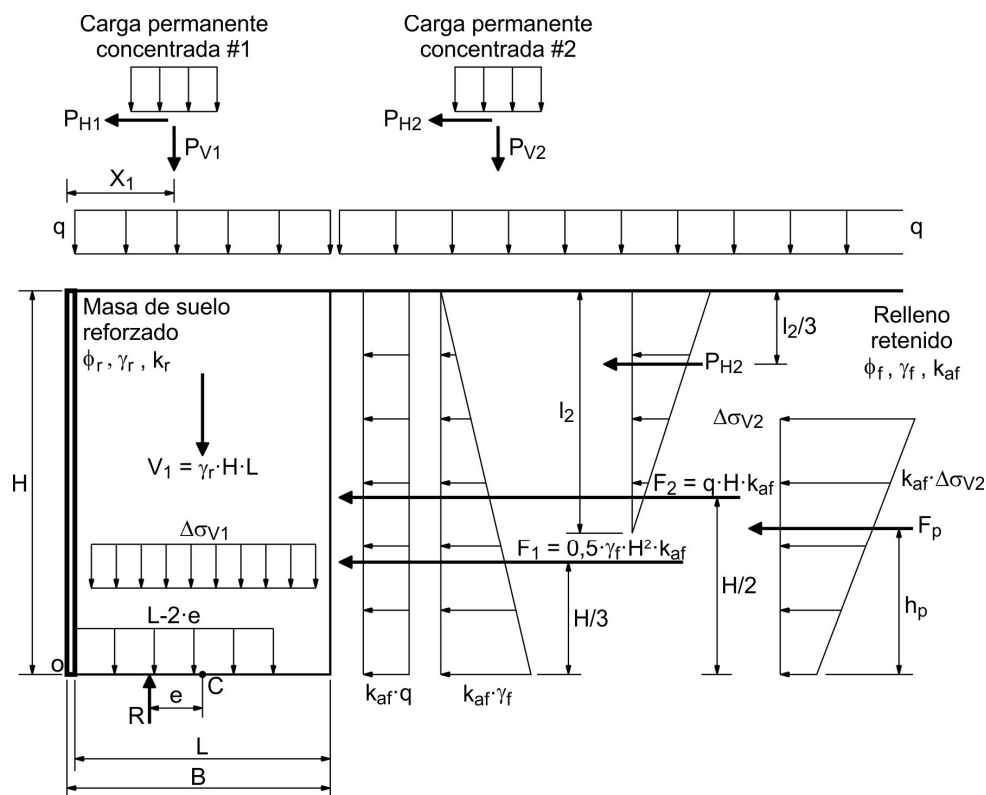 Carga permanente
concentrada #1
Carga permanente
concentrada #2
P_H1
P_V1
P_H2
P_V2
X_1
q
q
Masa de suelo
reforzado
ϕ_r , γ_r , k_r
l_2/3
Relleno
retenido
ϕ_f , γ_f , k_af
P_H2
l_2
Δσ_V2
H
V_1 = γ_r·H·L
F_2 = q·H·k_af
k_af·Δσ_V2
Δσ_V1
F_p
F_1 = 0,5·γ_f·H²·k_af
H/2
L-2·e
H/3
h_p
o
C
e
R
k_af·q
k_af·γ_f
L
B